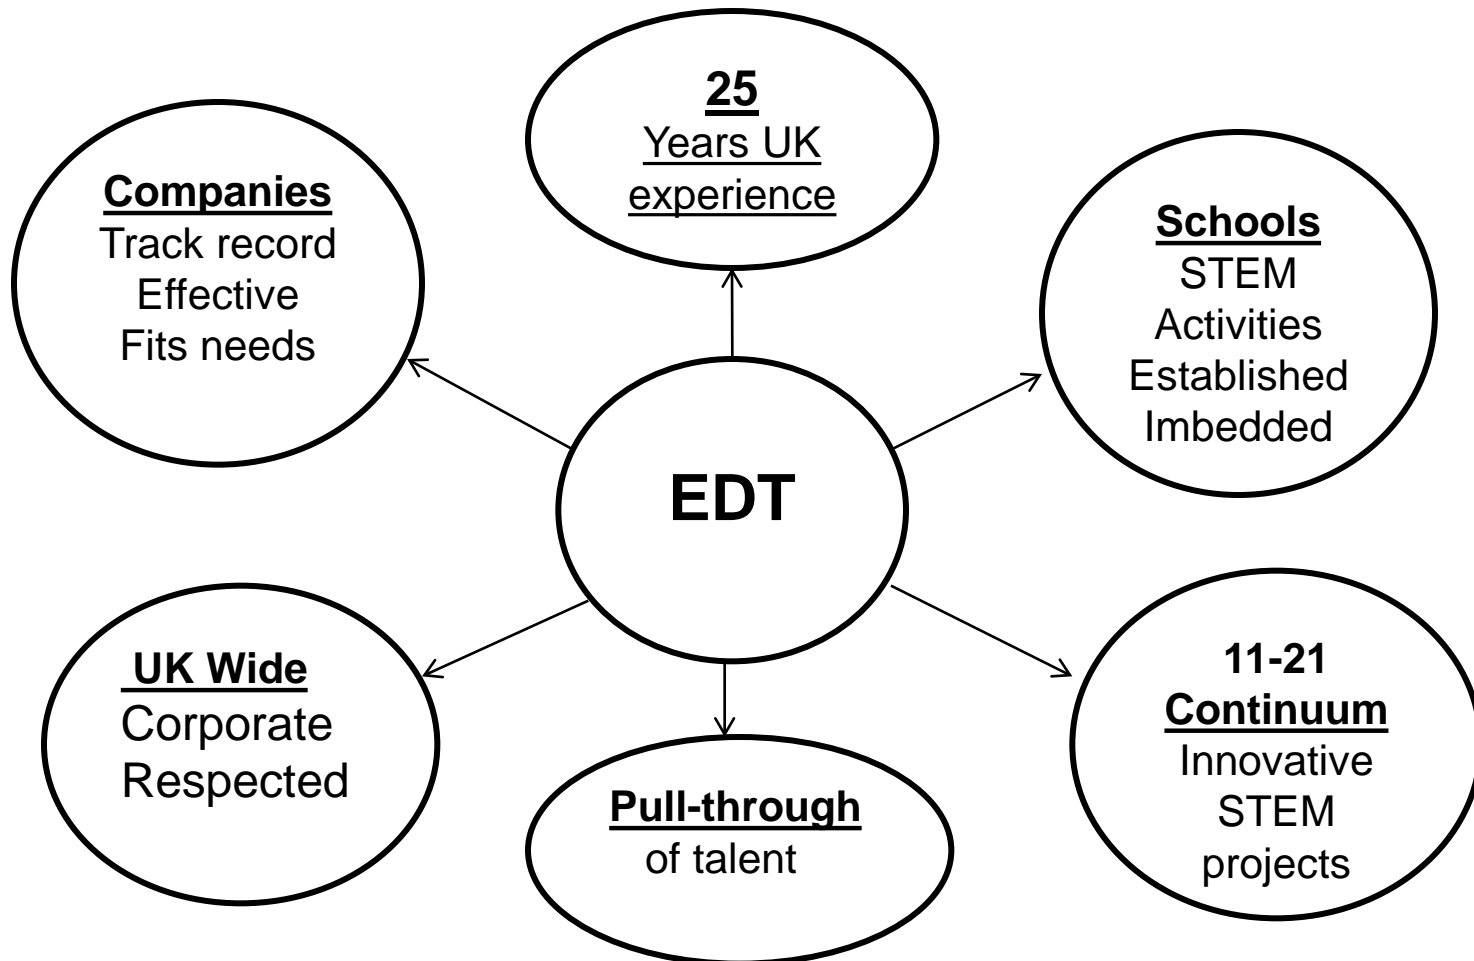 25
Years UK
experience
Companies
Track record
Effective
Fits needs
Schools
STEM
Activities
Established
Imbedded
EDT
UK Wide
Corporate
Respected
Pull-through
of talent
11-21
Continuum
Innovative
STEM
projects